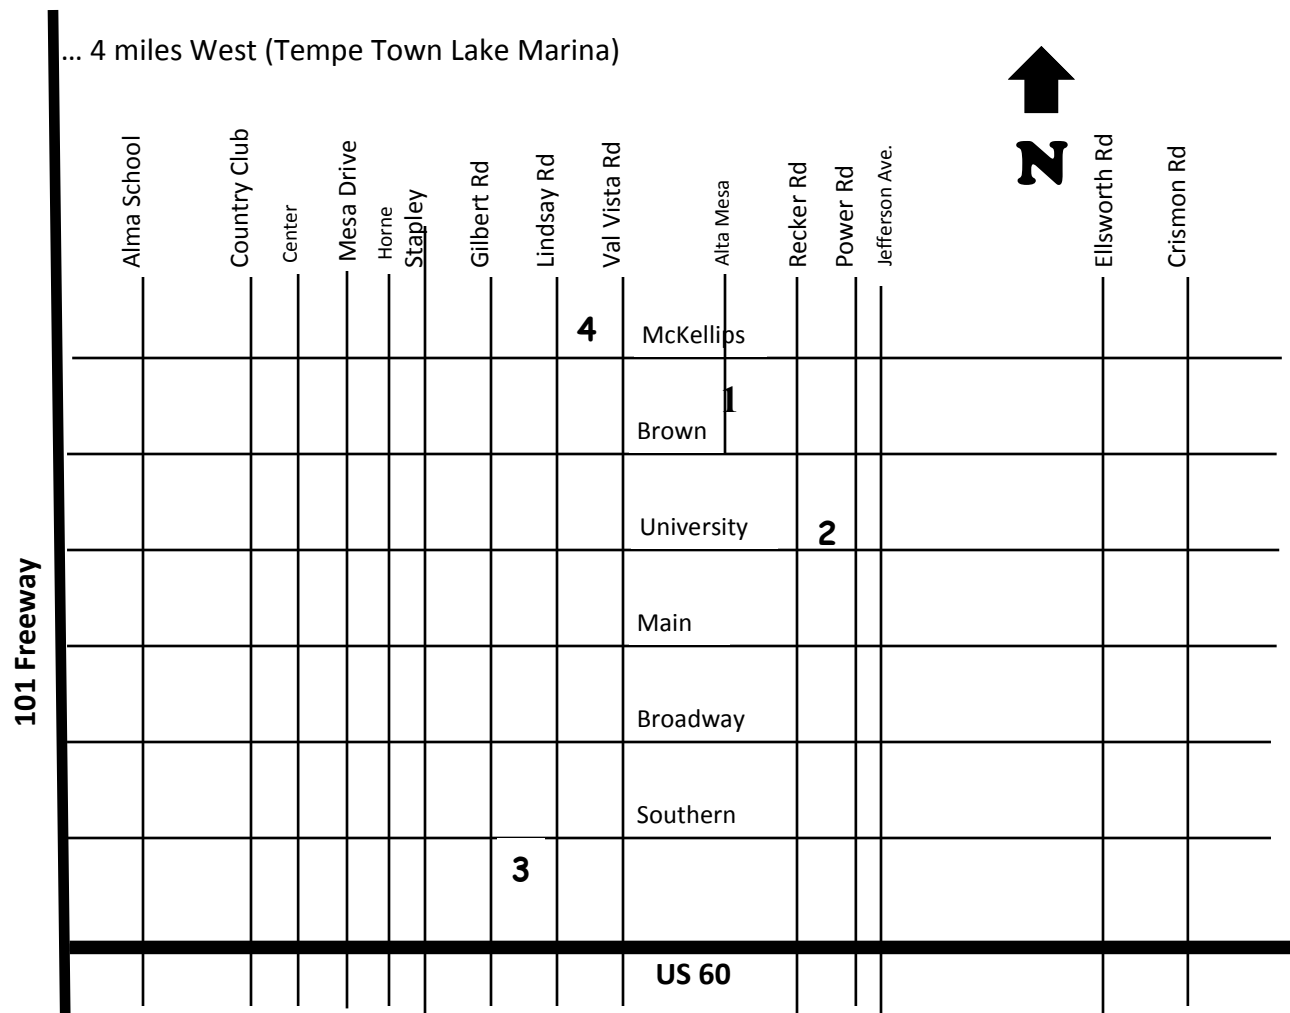 ... 4 miles West (Tempe Town Lake Marina)
N
Alma School
Country Club
Center
Mesa Drive
Horne
Stapley
Gilbert Rd
Lindsay Rd
Val Vista Rd
Alta Mesa
Recker Rd
Power Rd
Jefferson Ave.
Ellsworth Rd
Crismon Rd
4
McKellips
1
Brown
University
2
Main
101 Freeway
Broadway
Southern
3
US 60